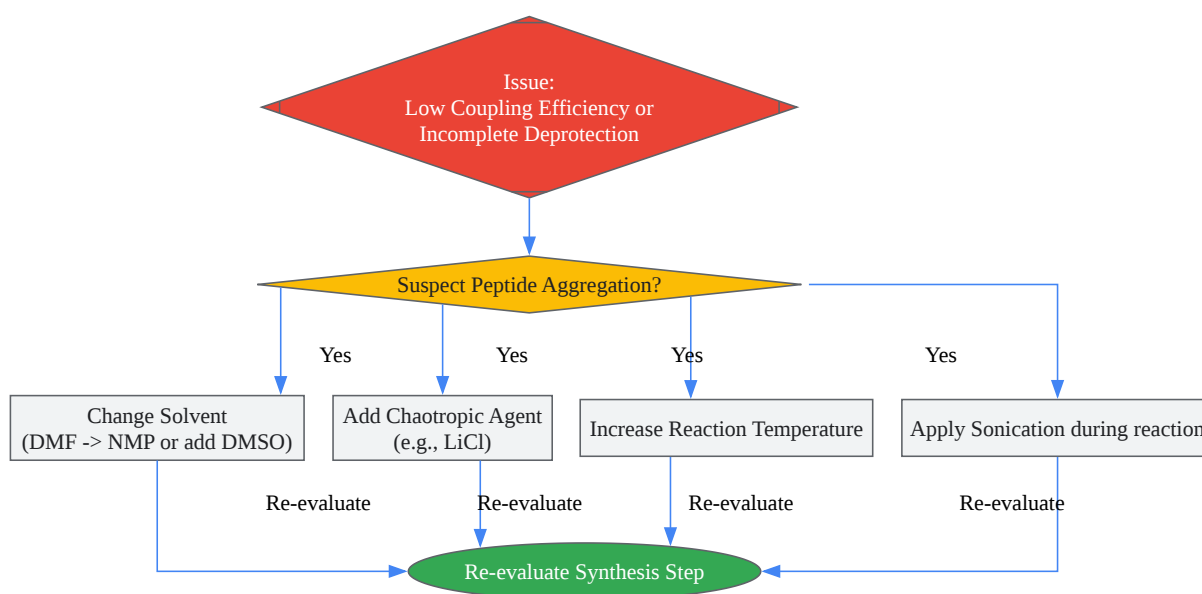 Issue:
Low Coupling Efficiency or
Incomplete Deprotection
Suspect Peptide Aggregation?
Yes
Yes
Yes
Yes
Change Solvent
(DMF -> NMP or add DMSO)
Add Chaotropic Agent
(e.g., LiCl)
Increase Reaction Temperature
Apply Sonication during reaction
Re-evaluate
Re-evaluate
Re-evaluate
Re-evaluate
Re-evaluate Synthesis Step